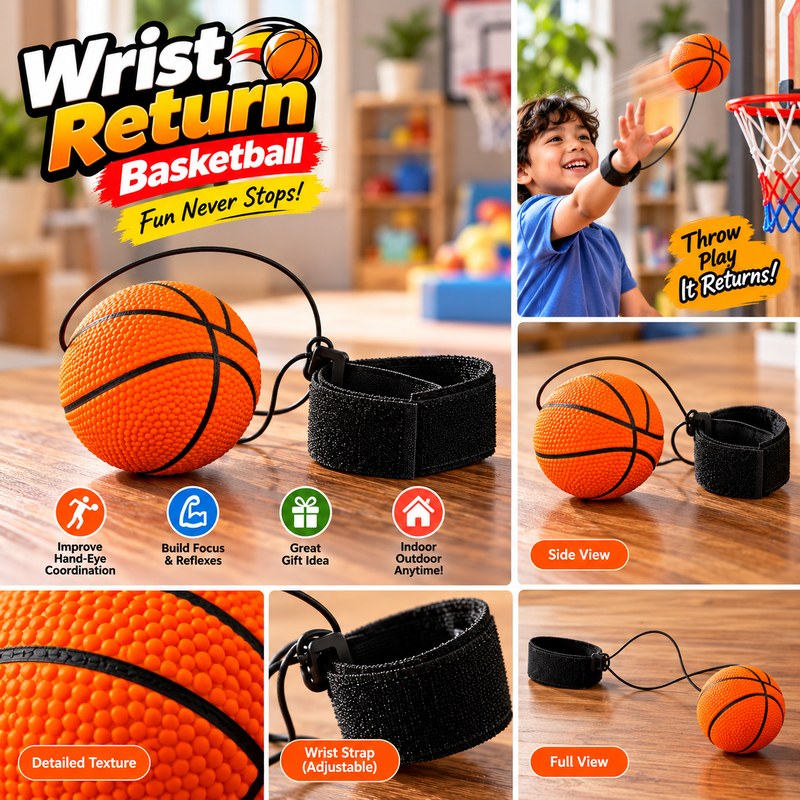 Wrist
Return
Basketball
Fun Never Stops!
Throw
Play
It Returns!
Improve
Hand-Eye
Coordination
Build Focus
& Reflexes
Great
Gift Idea
Indoor
Outdoor
Anytime!
Side View
Detailed Texture
Wrist Strap
(Adjustable)
Full View